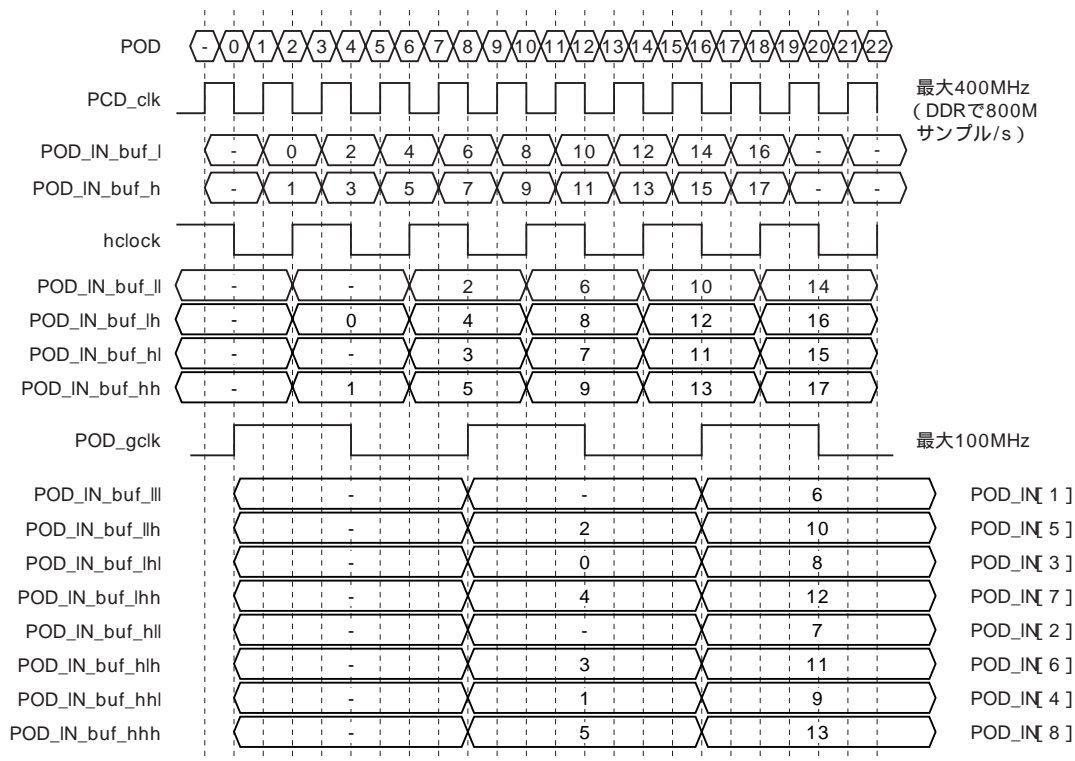 POD - 0 1 2 3 4 5 6 7 8 9 10 11 12 13 14 15 16 17 18 19 20 21 22
PCD_clk 最大400MHz
（DDRで800M
サンプル/s）
POD_IN_buf_l - 0 2 4 6 8 10 12 14 16 - -
POD_IN_buf_h - 1 3 5 7 9 11 13 15 17 - -
hclock
POD_IN_buf_ll - - 2 6 10 14
POD_IN_buf_lh - 0 4 8 12 16
POD_IN_buf_hl - - 3 7 11 15
POD_IN_buf_hh - 1 5 9 13 17
POD_gclk 最大100MHz
POD_IN_buf_lll - - 6 POD_IN[1]
POD_IN_buf_llh - 2 10 POD_IN[5]
POD_IN_buf_lhl - 0 8 POD_IN[3]
POD_IN_buf_lhh - 4 12 POD_IN[7]
POD_IN_buf_hll - - 7 POD_IN[2]
POD_IN_buf_hlh - 3 11 POD_IN[6]
POD_IN_buf_hhl - 1 9 POD_IN[4]
POD_IN_buf_hhh - 5 13 POD_IN[8]